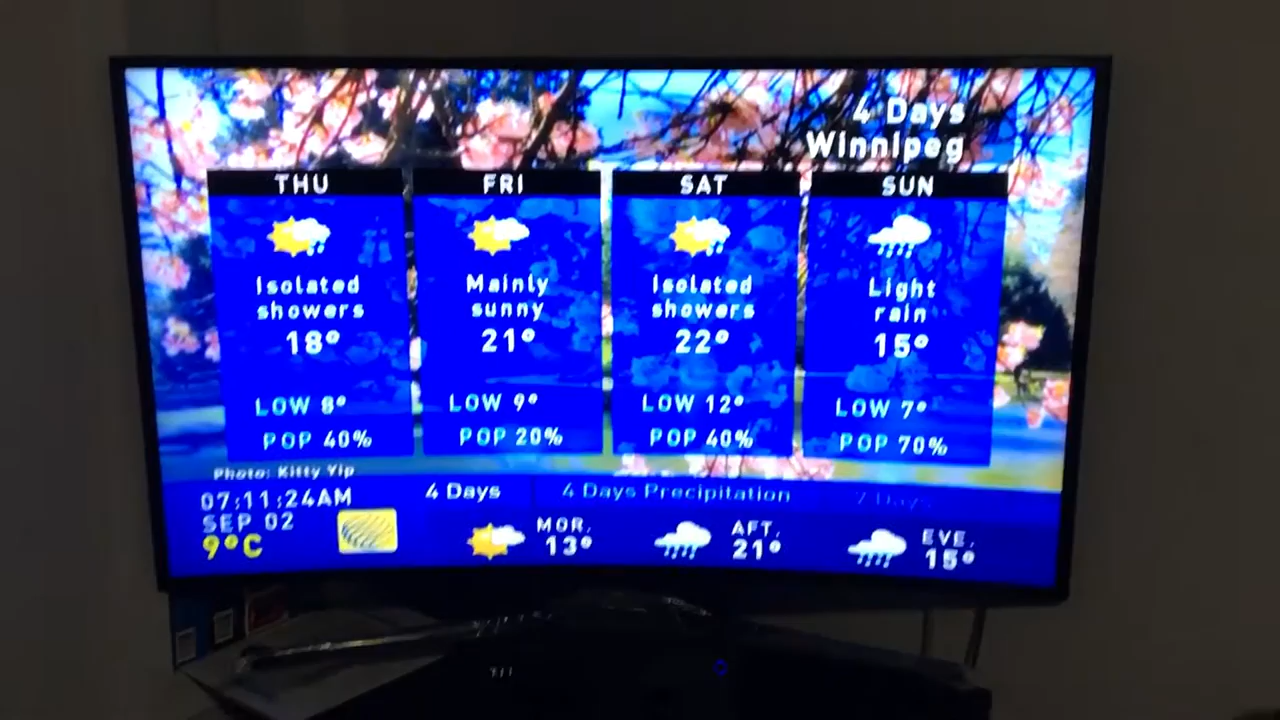 4 Days
Winnipeg
THU
Isolated
showers
18°
LOW 8°
POP 40%
FRI
Mainly
sunny
21°
LOW 9°
POP 20%
SAT
Isolated
showers
22°
LOW 12°
POP 40%
SUN
Light
rain
15°
LOW 7°
POP 70%
Photo: Kitty Yip
07:11:24AM
SEP 02
9°C
4 Days
4 Days Precipitation
7 Days
MOR.
13°
AFT.
21°
EVE.
15°